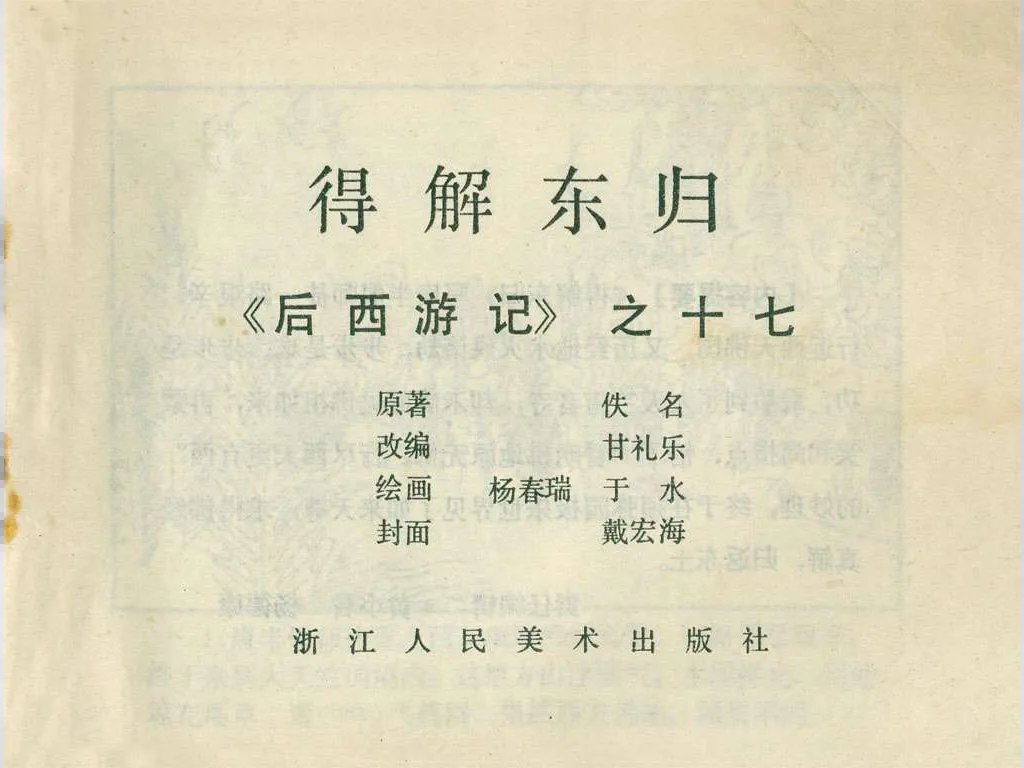 得解东归
《后西游记》之十七
原著 佚名
改编 甘礼乐
绘画 杨春瑞 于水
封面 戴宏海
浙江人民美术出版社